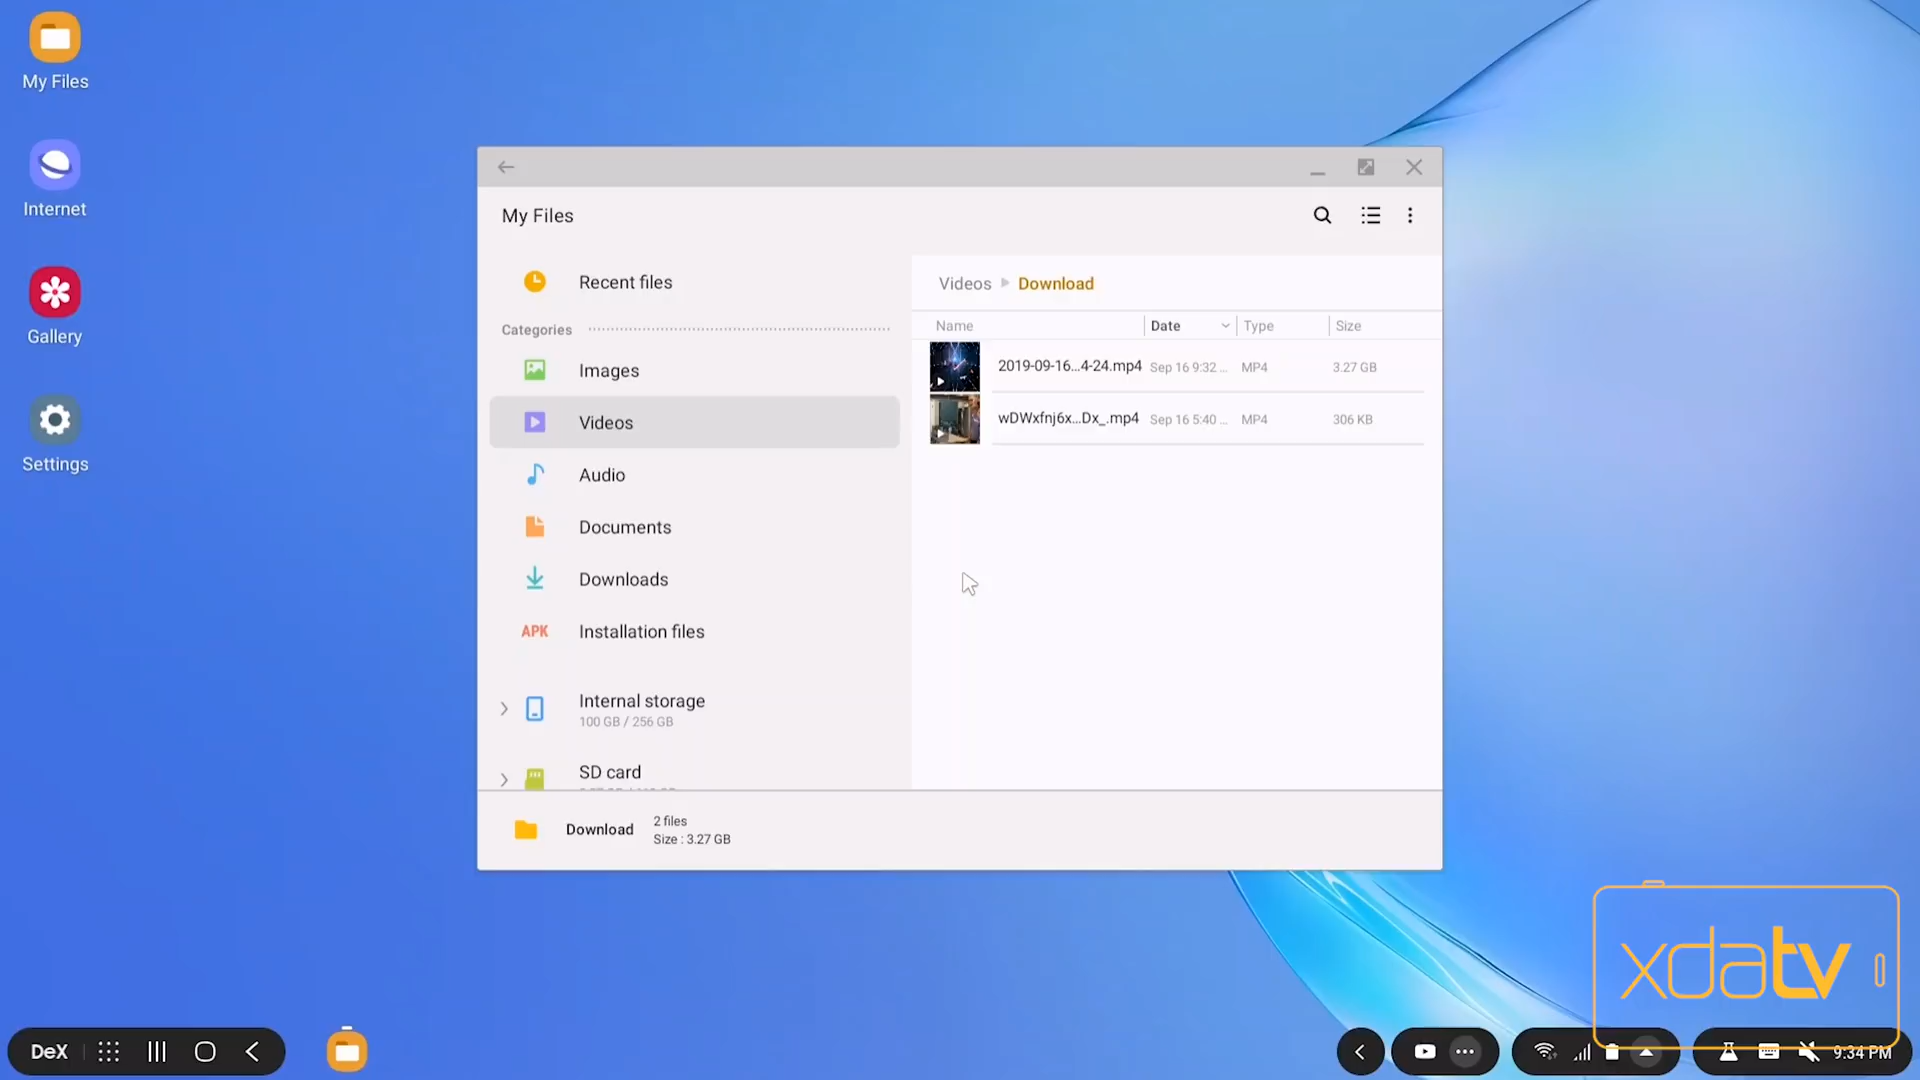 My Files
Internet
Gallery
Settings
My Files
Recent files
Categories
Images
Videos
Audio
Documents
Downloads
APK Installation files
Internal storage
100 GB / 256 GB
SD card
Videos Download
Name Date Type Size
2019-09-16...4-24.mp4 Sep 16 9:32 ... MP4 3.27 GB
wDWxfnj6x...Dx_.mp4 Sep 16 5:40 ... MP4 306 KB
Download
2 files
Size : 3.27 GB
xdatv
DeX
9:34 PM